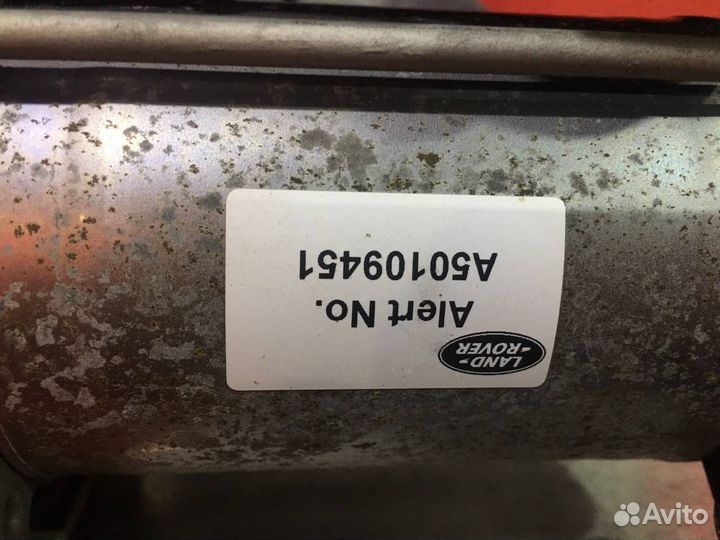 LAND-
-ROVER
Alert No.
A50109451
Avito